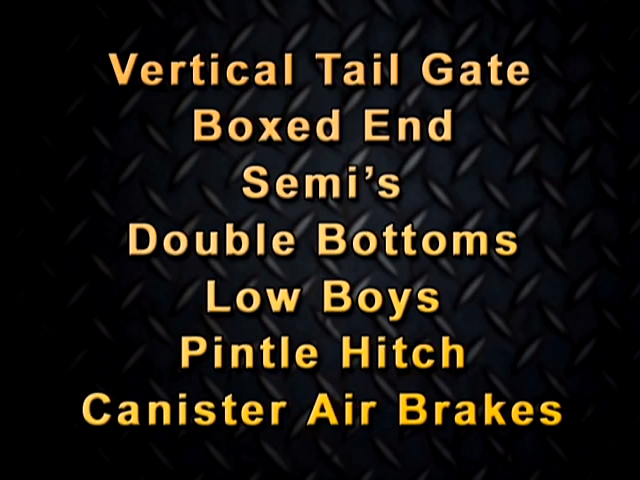 Vertical Tail Gate
Boxed End
Semi’s
Double Bottoms
Low Boys
Pintle Hitch
Canister Air Brakes